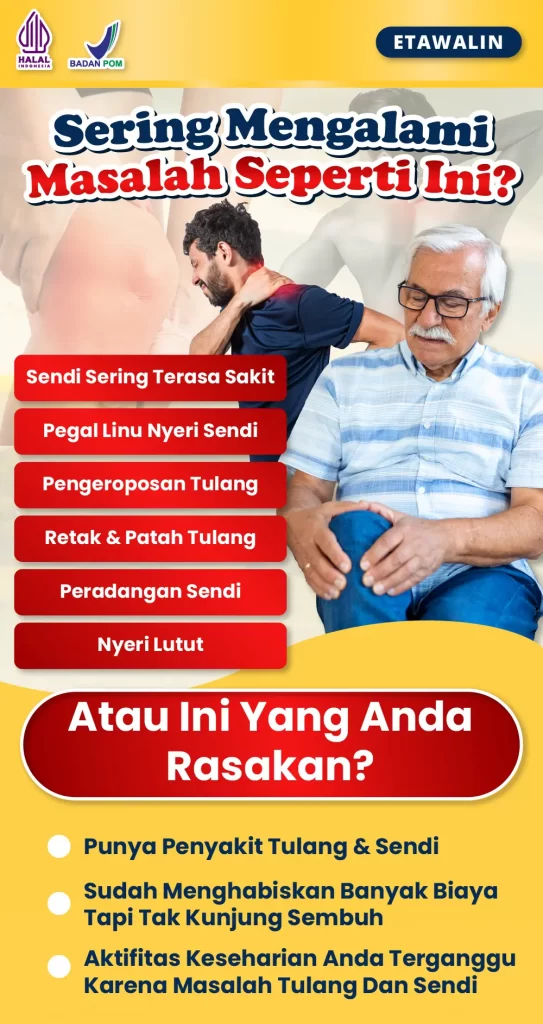 HALAL
INDONESIA
BADAN POM
ETAWALIN
Sering Mengalami
Masalah Seperti Ini?
Sendi Sering Terasa Sakit
Pegal Linu Nyeri Sendi
Pengeroposan Tulang
Retak & Patah Tulang
Peradangan Sendi
Nyeri Lutut
Atau Ini Yang Anda
Rasakan?
Punya Penyakit Tulang & Sendi
Sudah Menghabiskan Banyak Biaya
Tapi Tak Kunjung Sembuh
Aktifitas Keseharian Anda Terganggu
Karena Masalah Tulang Dan Sendi